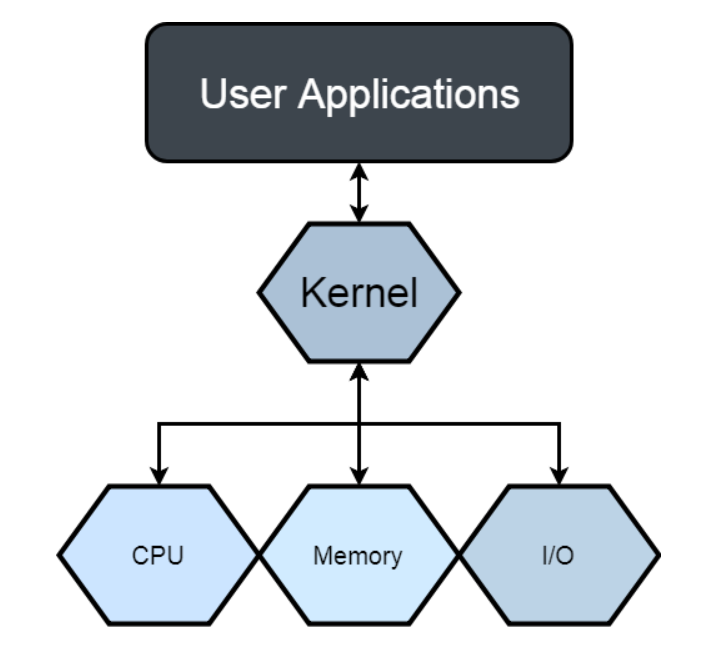 User Applications
Kernel
CPU
Memory
I/O